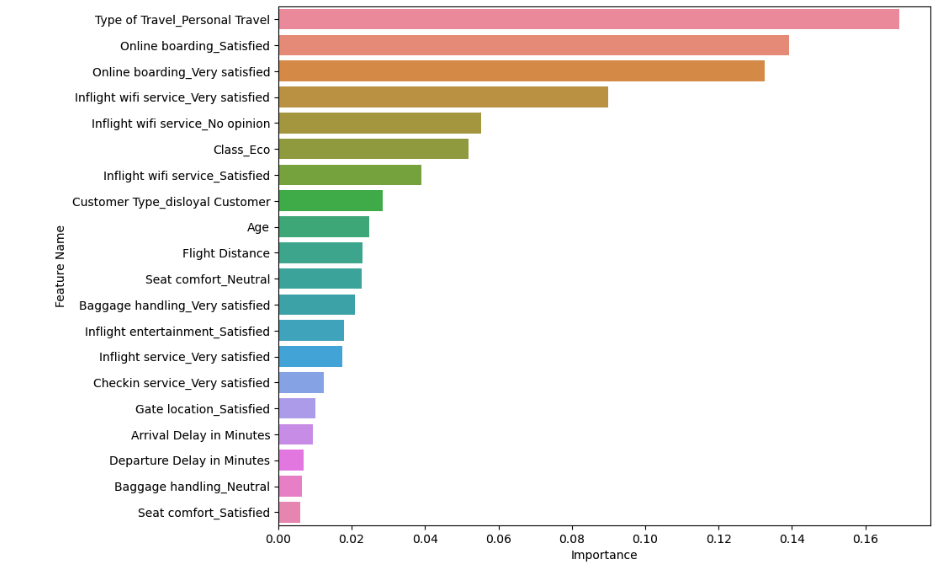 Type of Travel_Personal Travel
Online boarding_Satisfied
Online boarding_Very satisfied
Inflight wifi service_Very satisfied
Inflight wifi service_No opinion
Class_Eco
Inflight wifi service_Satisfied
Customer Type_disloyal Customer
Age
Flight Distance
Seat comfort_Neutral
Baggage handling_Very satisfied
Inflight entertainment_Satisfied
Inflight service_Very satisfied
Checkin service_Very satisfied
Gate location_Satisfied
Arrival Delay in Minutes
Departure Delay in Minutes
Baggage handling_Neutral
Seat comfort_Satisfied
Feature Name
0.00 0.02 0.04 0.06 0.08 0.10 0.12 0.14 0.16
Importance